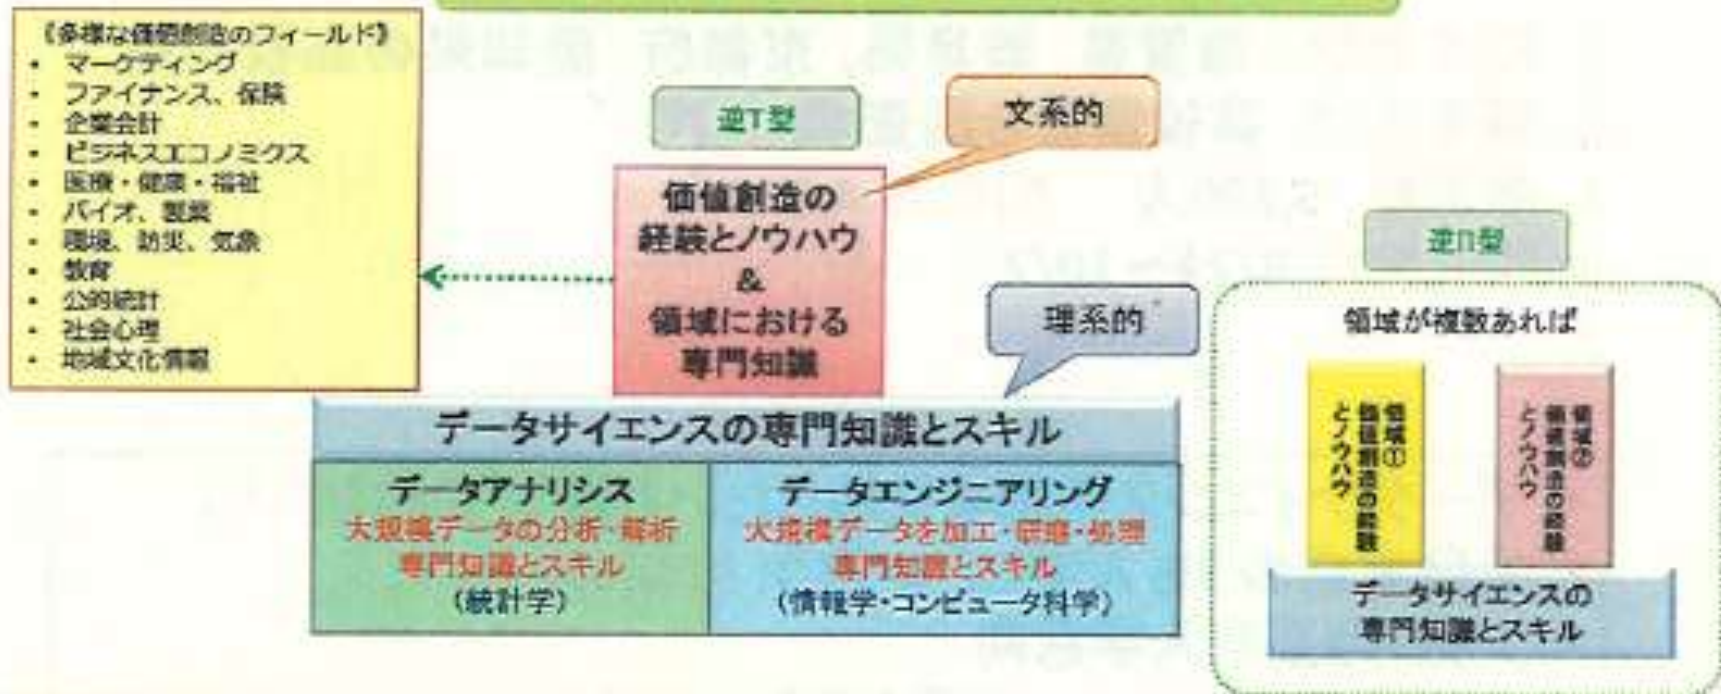 《多様な価値創造のフィールド》
・ マーケティング
・ ファイナンス、保険
・ 企業会計
・ ビジネスエコノミクス
・ 医療・健康・福祉
・ バイオ、製薬
・ 環境、防災、気象
・ 教育
・ 公的統計
・ 社会心理
・ 地域文化情報
逆T型
文系的
価値創造の
経験とノウハウ
&
領域における
専門知識
理系的
データサイエンスの専門知識とスキル
データアナリシス
大規模データの分析・解析
専門知識とスキル
(統計学)
データエンジニアリング
大規模データを加工・研磨・処理
専門知識とスキル
(情報学・コンピュータ科学)
逆Π型
領域が複数あれば
領域①
価値創造の経験
とノウハウ
領域②
価値創造の経験
とノウハウ
データサイエンスの
専門知識とスキル